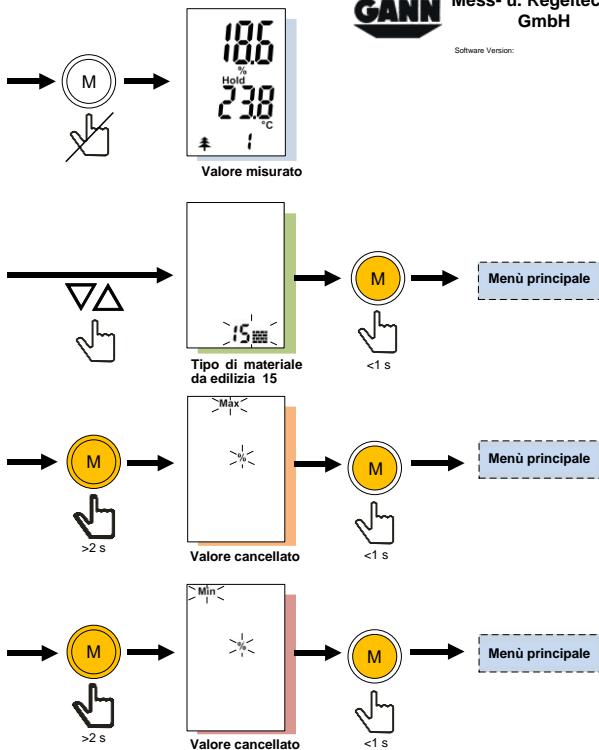 GANN
Mess- u. Regeltec
GmbH
Software Version:
M
18.6
%
Hold
23.8
°C
1
Valore misurato
15
Tipo di materiale
da edilizia 15
M
<1 s
Menù principale
M
>2 s
Max
%
Valore cancellato
M
<1 s
Menù principale
M
>2 s
Min
%
Valore cancellato
M
<1 s
Menù principale